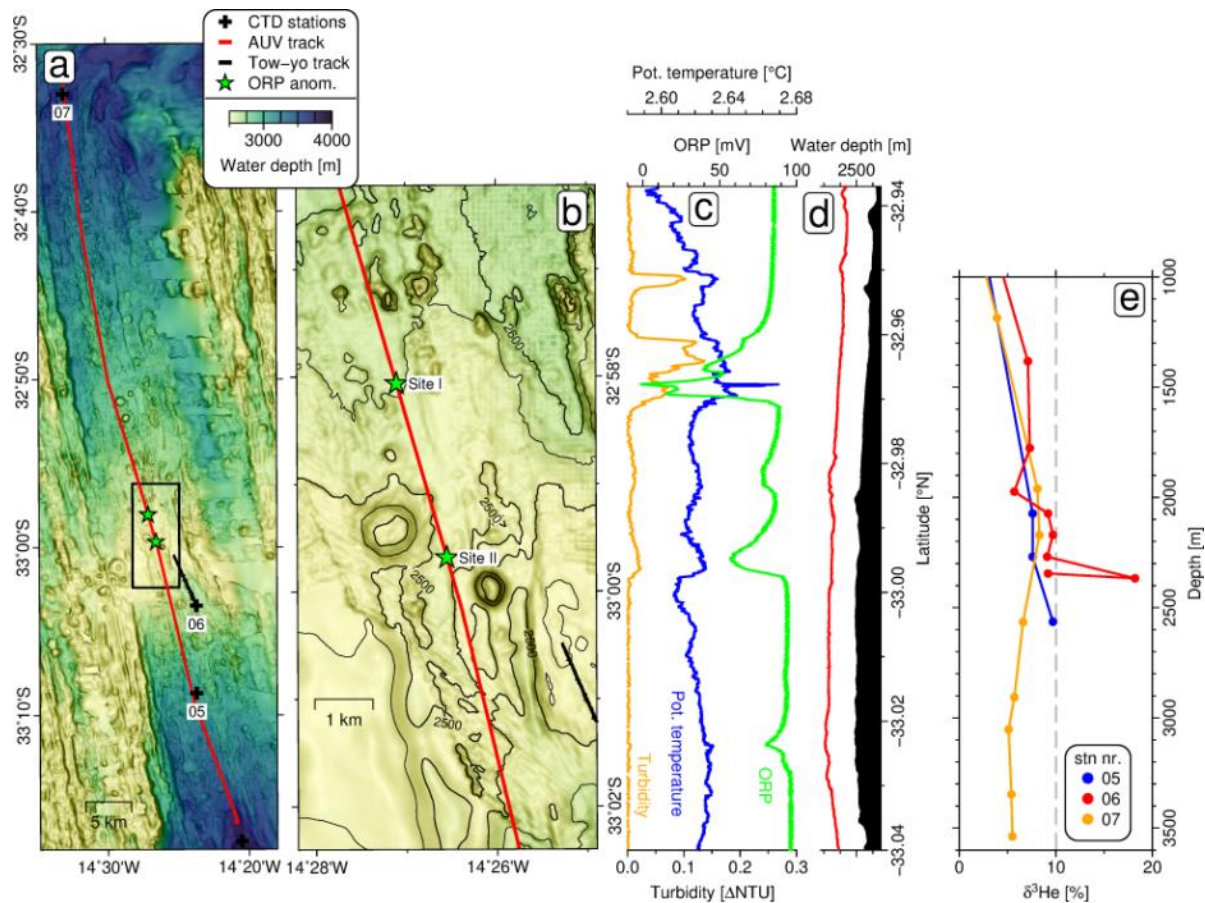 CTD stations
AUV track
Tow-yo track
ORP anom.
3000 4000
Water depth [m]
a
32°30'S
32°40'S
32°50'S
33°00'S
33°10'S
07
06
05
5 km
14°30'W 14°20'W
b
2600
32°58'S
Site I
2500
Site II
2500
33°00'S
2500
2500
1 km
33°02'S
14°28'W 14°26'W
Pot. temperature [°C]
2.60 2.64 2.68
ORP [mV]
0 50 100
c
Turbidity
Pot. temperature
ORP
0.0 0.1 0.2 0.3
Turbidity [ΔNTU]
Water depth [m]
2500
d
-32.94
-32.96
-32.98
-33.00
-33.02
-33.04
Latitude [°N]
e
1000
1500
2000
2500
3000
3500
Depth [m]
stn nr.
05
06
07
0 5 10 15 20
δ³He [%]